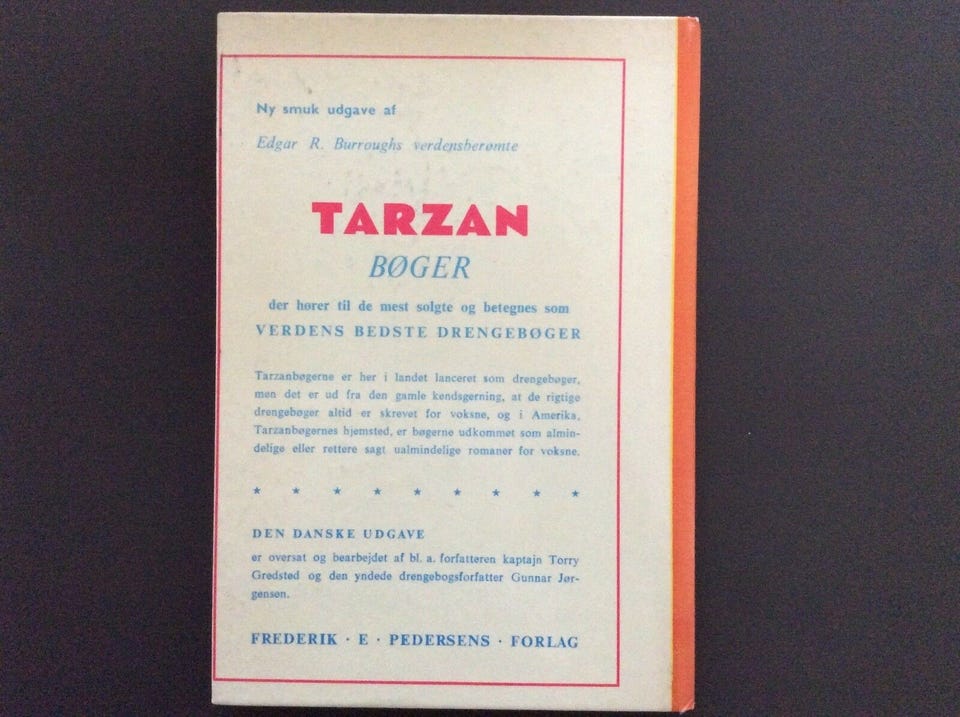 Ny smuk udgave af
Edgar R. Burroughs verdensberømte
TARZAN
BØGER
der hører til de mest solgte og betegnes som
VERDENS BEDSTE DRENGEBØGER
Tarzanbøgerne er her i landet lanceret som drengebøger,
men det er ud fra den gamle kendsgerning, at de rigtige
drengebøger altid er skrevet for voksne, og i Amerika,
Tarzanbøgernes hjemsted, er bøgerne udkommet som almin-
delige eller rettere sagt ualmindelige romaner for voksne.
DEN DANSKE UDGAVE
er oversat og bearbejdet af bl. a. forfatteren kaptajn Torry
Gredsted og den yndede drengebogsforfatter Gunnar Jør-
gensen.
FREDERIK · E · PEDERSENS · FORLAG